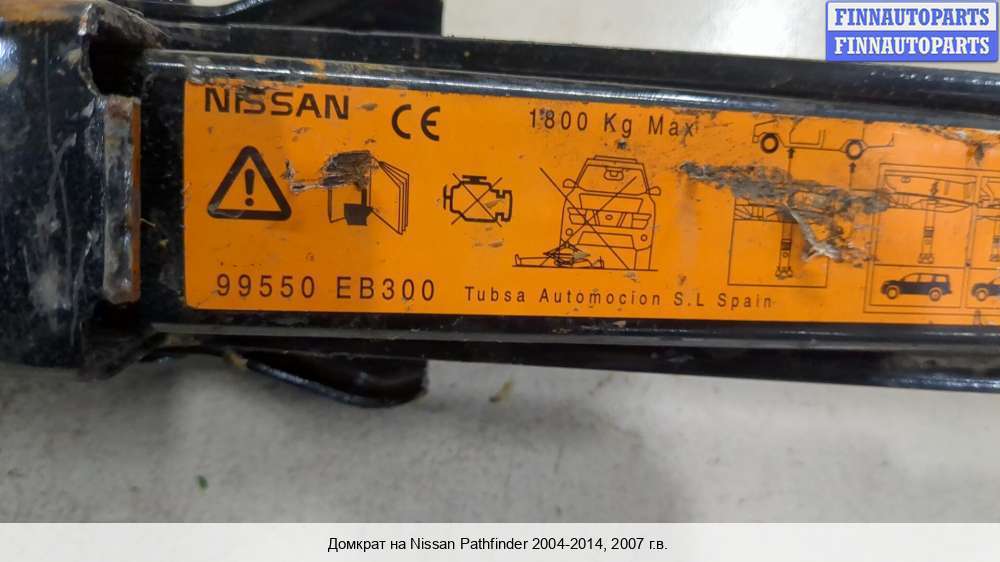 FINNAUTOPARTS
FINNAUTOPARTS
NISSAN CE 1800 Kg Max
99550 EB300 Tubsa Automocion S.L Spain
Домкрат на Nissan Pathfinder 2004-2014, 2007 г.в.